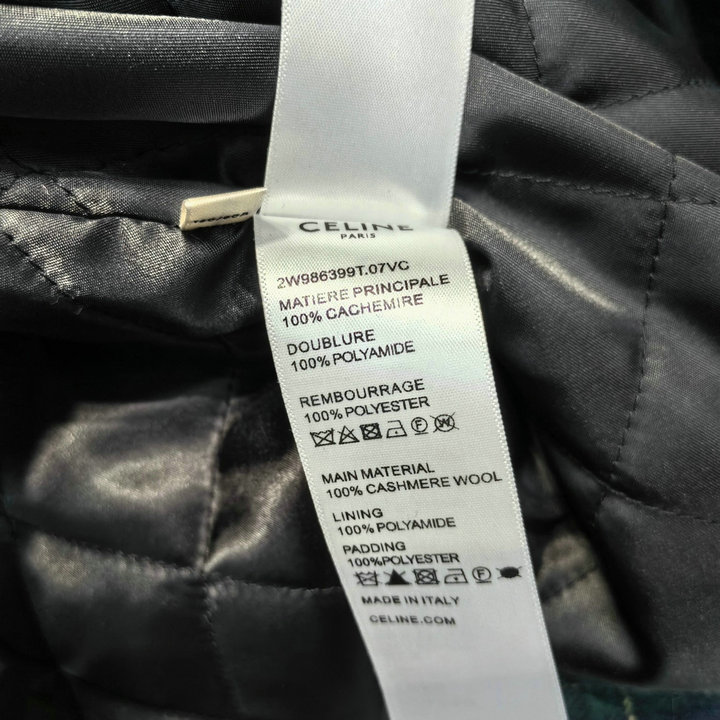 CELINE
PARIS
2W986399T.07VC
MATIERE PRINCIPALE
100% CACHEMIRE
DOUBLURE
100% POLYAMIDE
REMBOURRAGE
100% POLYESTER
MAIN MATERIAL
100% CASHMERE WOOL
LINING
100% POLYAMIDE
PADDING
100%POLYESTER
MADE IN ITALY
CELINE.COM